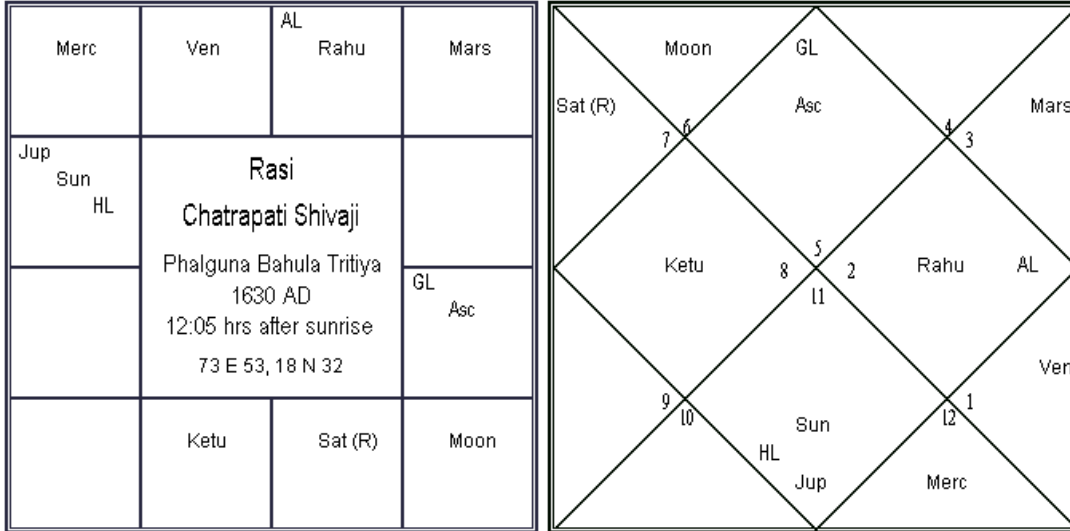 Merc
Ven
AL
Rahu
Mars
Jup
Sun
HL
Rasi
Chatrapati Shivaji
Phalguna Bahula Tritiya
1630 AD
12:05 hrs after sunrise
73 E 53, 18 N 32
GL
Asc
Ketu
Sat (R)
Moon
Moon
GL
Sat (R)
Asc
Mars
6
7
4
3
5
Ketu
8
2
Rahu
AL
11
Ven
9
10
1
12
Sun
HL
Jup
Merc